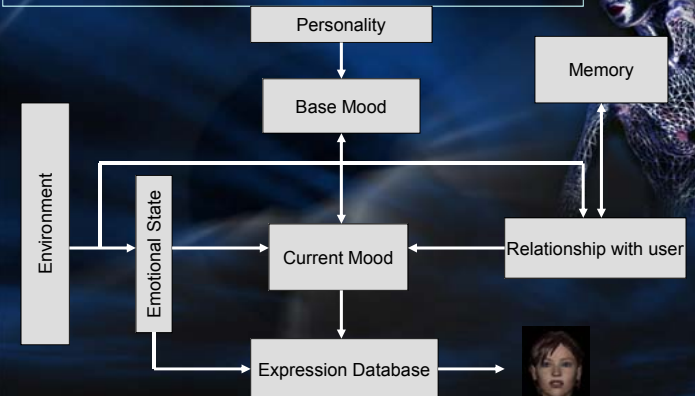 Personality
Memory
Base Mood
Environment
Emotional State
Current Mood
Relationship with user
Expression Database